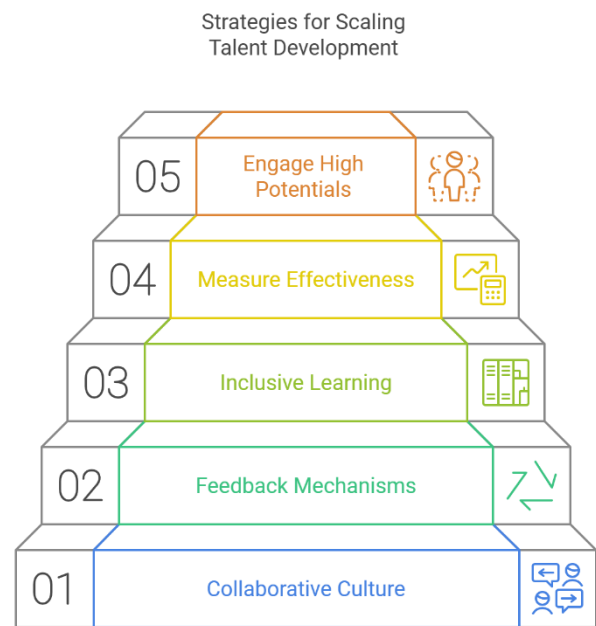 Strategies for Scaling
Talent Development
05
Engage High
Potentials
04
Measure Effectiveness
03
Inclusive Learning
02
Feedback Mechanisms
01
Collaborative Culture